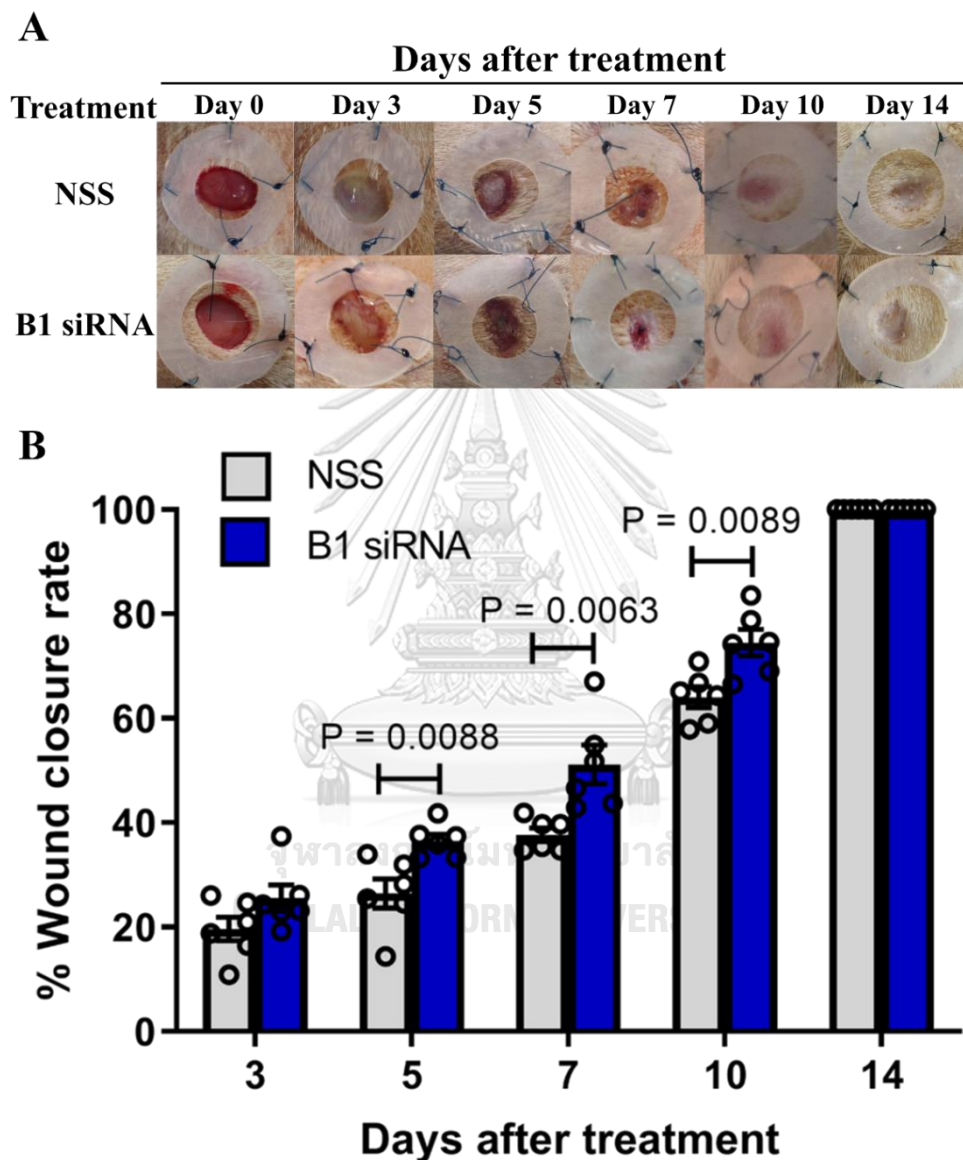 A
Days after treatment
Treatment Day 0 Day 3 Day 5 Day 7 Day 10 Day 14
NSS
B1 siRNA
B
NSS
B1 siRNA
P = 0.0089
P = 0.0063
P = 0.0088
% Wound closure rate
100
80
60
40
20
0
3 5 7 10 14
Days after treatment